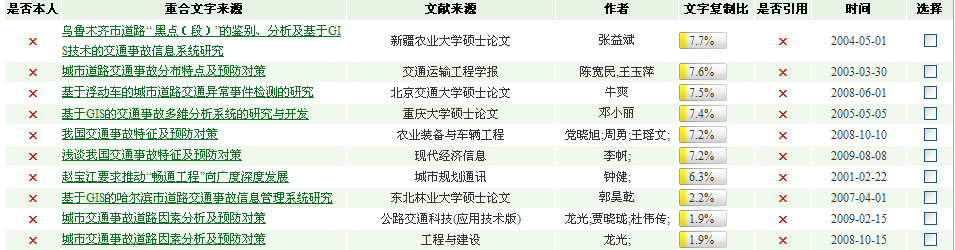 是否本人 重合文字来源 文献来源 作者 文字复制比 是否引用 时间 选择
乌鲁木齐市道路“黑点(段)”的鉴别、分析及基于GI
S技术的交通事故信息系统研究 新疆农业大学硕士论文 张益斌 7.7% 2004-05-01
城市道路交通事故分布特点及预防对策 交通运输工程学报 陈宽民,王玉萍 7.6% 2003-03-30
基于浮动车的城市道路交通异常事件检测的研究 北京交通大学硕士论文 牛爽 7.5% 2008-06-01
基于GIS的交通事故多维分析系统的研究与开发 重庆大学硕士论文 邓小丽 7.4% 2005-05-05
我国交通事故特征及预防对策 农业装备与车辆工程 党晓旭;周勇;王瑶文; 7.2% 2008-10-10
浅谈我国交通事故特征及预防对策 现代经济信息 李帆; 7.2% 2009-08-08
赵宝江要求推动“畅通工程”向广度深度发展 城市规划通讯 钟健; 6.3% 2001-02-22
基于GIS的哈尔滨市道路交通事故信息管理系统研究 东北林业大学硕士论文 郭昊乾 2.2% 2007-04-01
城市交通事故道路因素分析及预防对策 公路交通科技(应用技术版) 龙光;贾晓珑;杜伟传; 1.9% 2009-02-15
城市交通事故道路因素分析及预防对策 工程与建设 龙光; 1.9% 2008-10-15